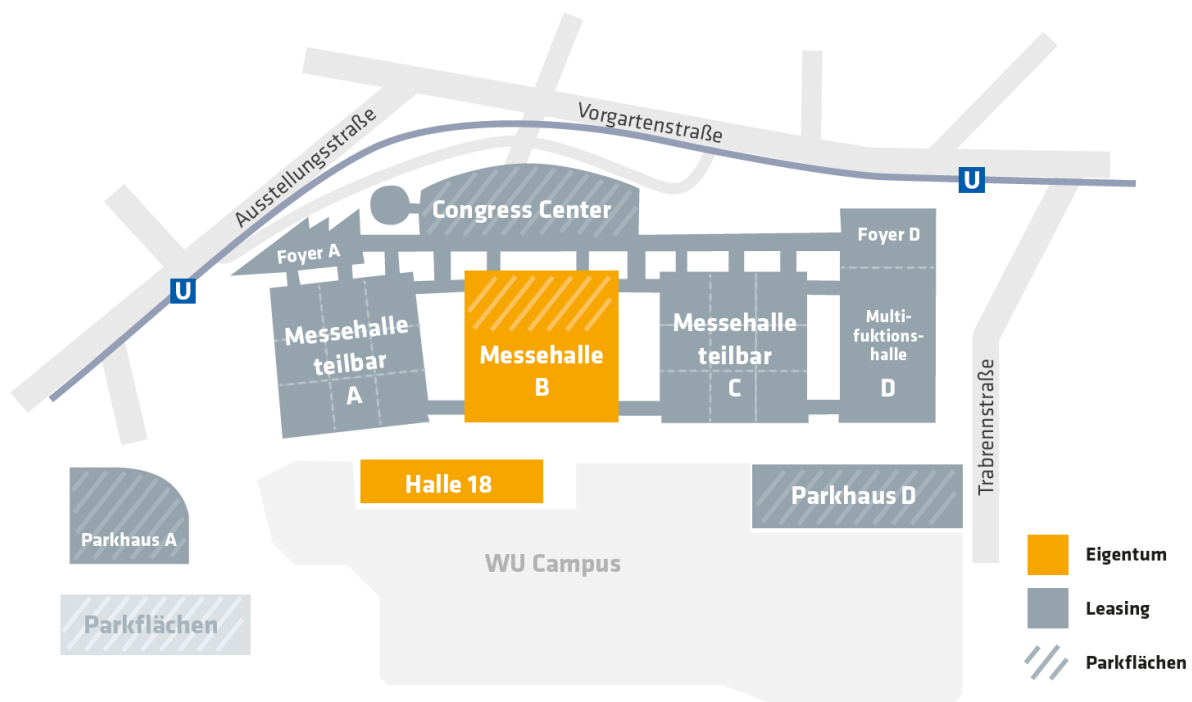 Vorgartenstraße
Ausstellungsstraße
U
Congress Center
Foyer A
Foyer D
U
Messehalle
teilbar
A
Messehalle
B
Messehalle
teilbar
C
Multi-
fuktions-
halle
D
Trabrennstraße
Halle 18
Parkhaus D
Parkhaus A
WU Campus
Parkflächen
Eigentum
Leasing
Parkflächen